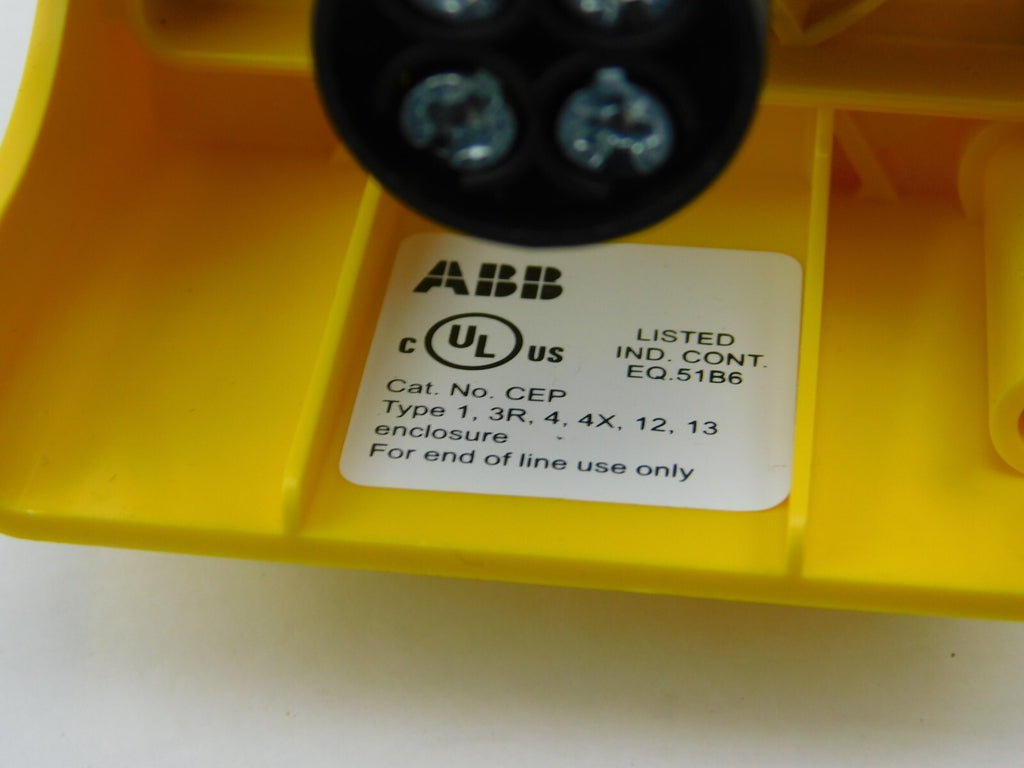 ABB
C UL US
LISTED
IND. CONT.
EQ.51B6
Cat. No. CEP
Type 1, 3R, 4, 4X, 12, 13
enclosure
For end of line use only